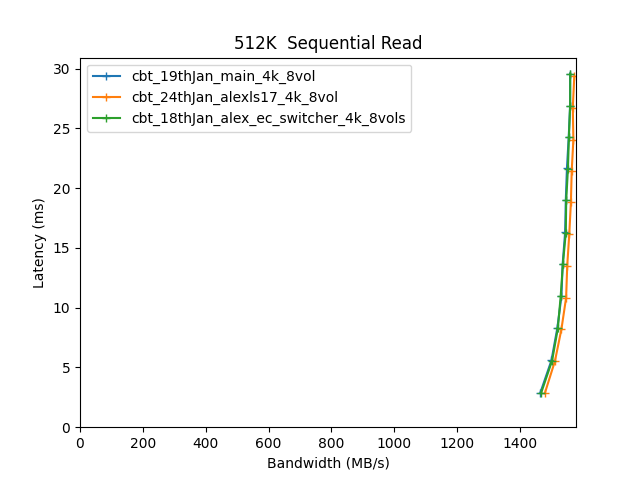 512K  Sequential Read
cbt_19thJan_main_4k_8vol
cbt_24thJan_alexls17_4k_8vol
cbt_18thJan_alex_ec_switcher_4k_8vols
Latency (ms)
30
25
20
15
10
5
0
0 200 400 600 800 1000 1200 1400
Bandwidth (MB/s)